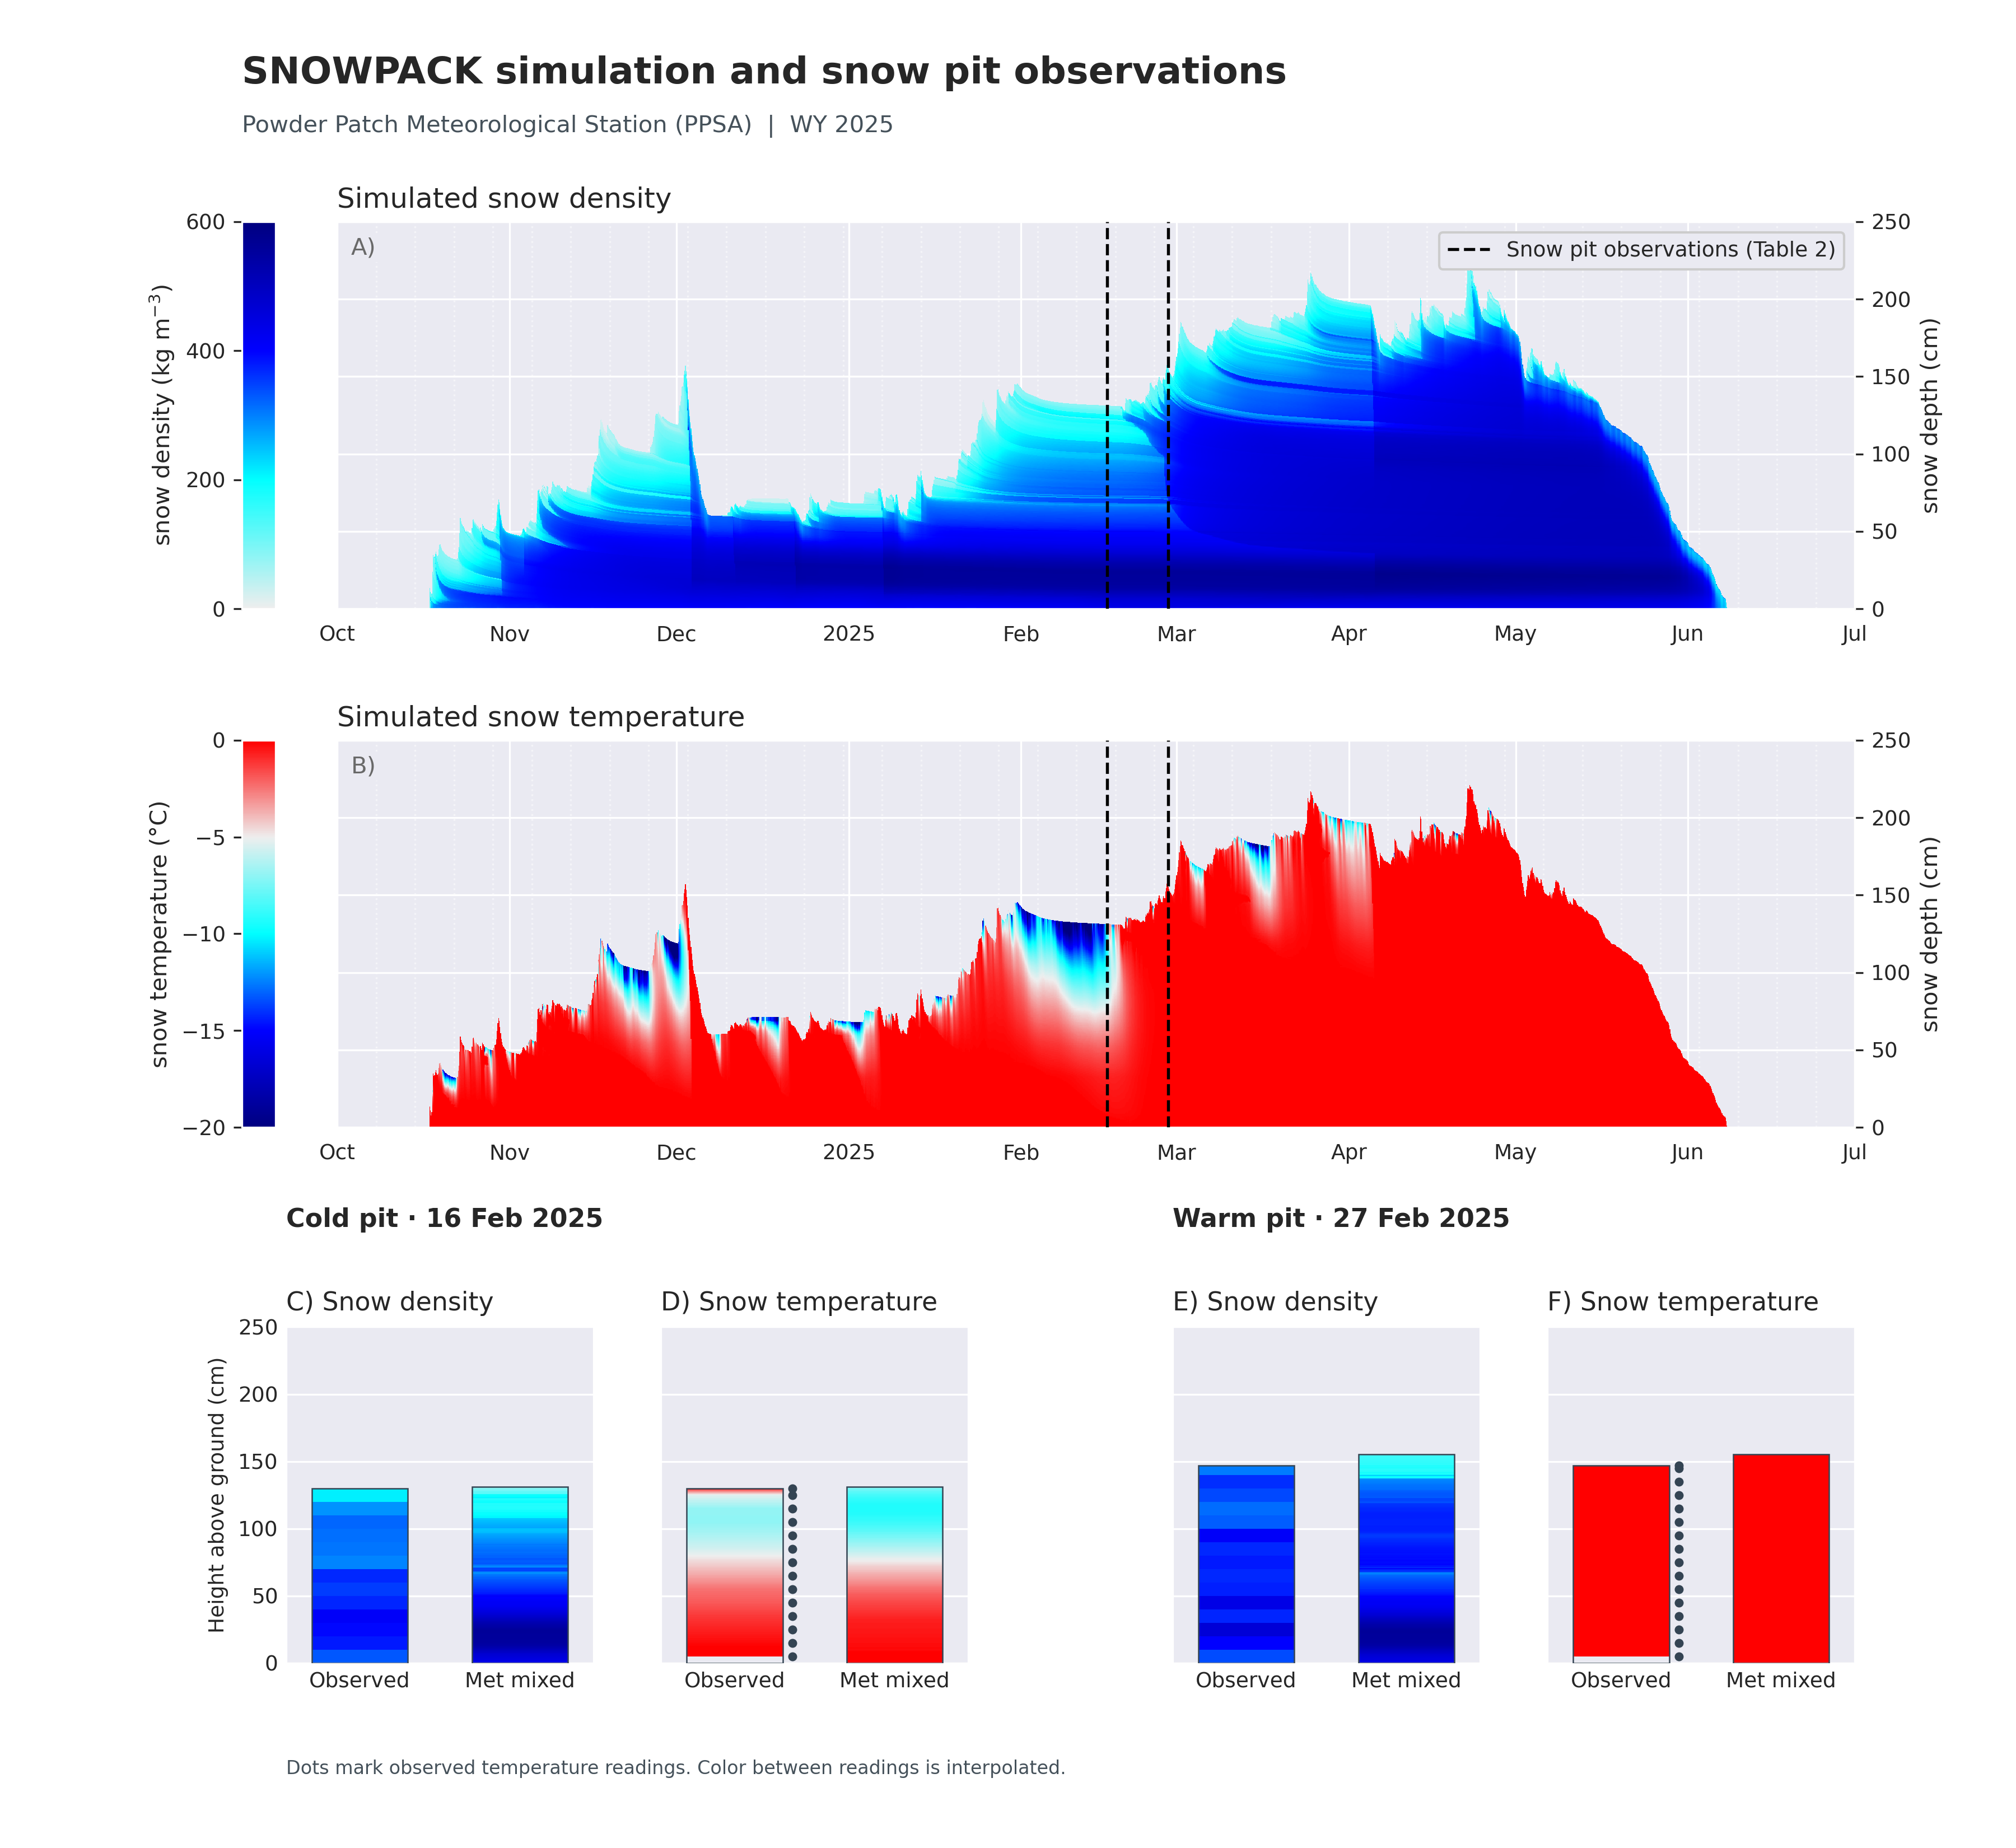 SNOWPACK simulation and snow pit observations
Powder Patch Meteorological Station (PPSA) | WY 2025
Simulated snow density
A)
Snow pit observations (Table 2)
600
400
200
0
snow density (kg m⁻³)
250
200
150
100
50
0
snow depth (cm)
Oct Nov Dec 2025 Feb Mar Apr May Jun Jul
Simulated snow temperature
B)
0
−5
−10
−15
−20
snow temperature (°C)
250
200
150
100
50
0
snow depth (cm)
Oct Nov Dec 2025 Feb Mar Apr May Jun Jul
Cold pit · 16 Feb 2025
Warm pit · 27 Feb 2025
C) Snow density
D) Snow temperature
E) Snow density
F) Snow temperature
250
200
150
100
50
0
Height above ground (cm)
Observed Met mixed
Observed Met mixed
Observed Met mixed
Observed Met mixed
Dots mark observed temperature readings. Color between readings is interpolated.